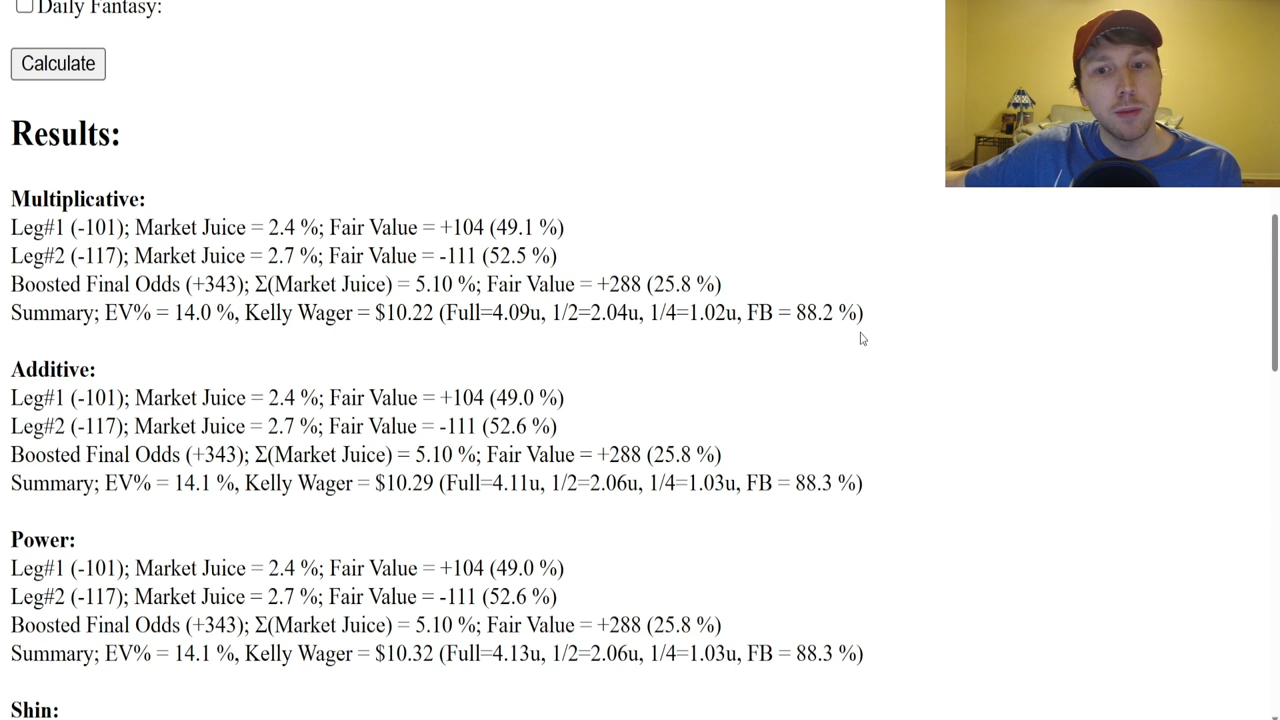 Daily Fantasy:
Calculate
Results:
Multiplicative:
Leg#1 (-101); Market Juice = 2.4 %; Fair Value = +104 (49.1 %)
Leg#2 (-117); Market Juice = 2.7 %; Fair Value = -111 (52.5 %)
Boosted Final Odds (+343); Σ(Market Juice) = 5.10 %; Fair Value = +288 (25.8 %)
Summary; EV% = 14.0 %, Kelly Wager = $10.22 (Full=4.09u, 1/2=2.04u, 1/4=1.02u, FB = 88.2 %)
Additive:
Leg#1 (-101); Market Juice = 2.4 %; Fair Value = +104 (49.0 %)
Leg#2 (-117); Market Juice = 2.7 %; Fair Value = -111 (52.6 %)
Boosted Final Odds (+343); Σ(Market Juice) = 5.10 %; Fair Value = +288 (25.8 %)
Summary; EV% = 14.1 %, Kelly Wager = $10.29 (Full=4.11u, 1/2=2.06u, 1/4=1.03u, FB = 88.3 %)
Power:
Leg#1 (-101); Market Juice = 2.4 %; Fair Value = +104 (49.0 %)
Leg#2 (-117); Market Juice = 2.7 %; Fair Value = -111 (52.6 %)
Boosted Final Odds (+343); Σ(Market Juice) = 5.10 %; Fair Value = +288 (25.8 %)
Summary; EV% = 14.1 %, Kelly Wager = $10.32 (Full=4.13u, 1/2=2.06u, 1/4=1.03u, FB = 88.3 %)
Shin: